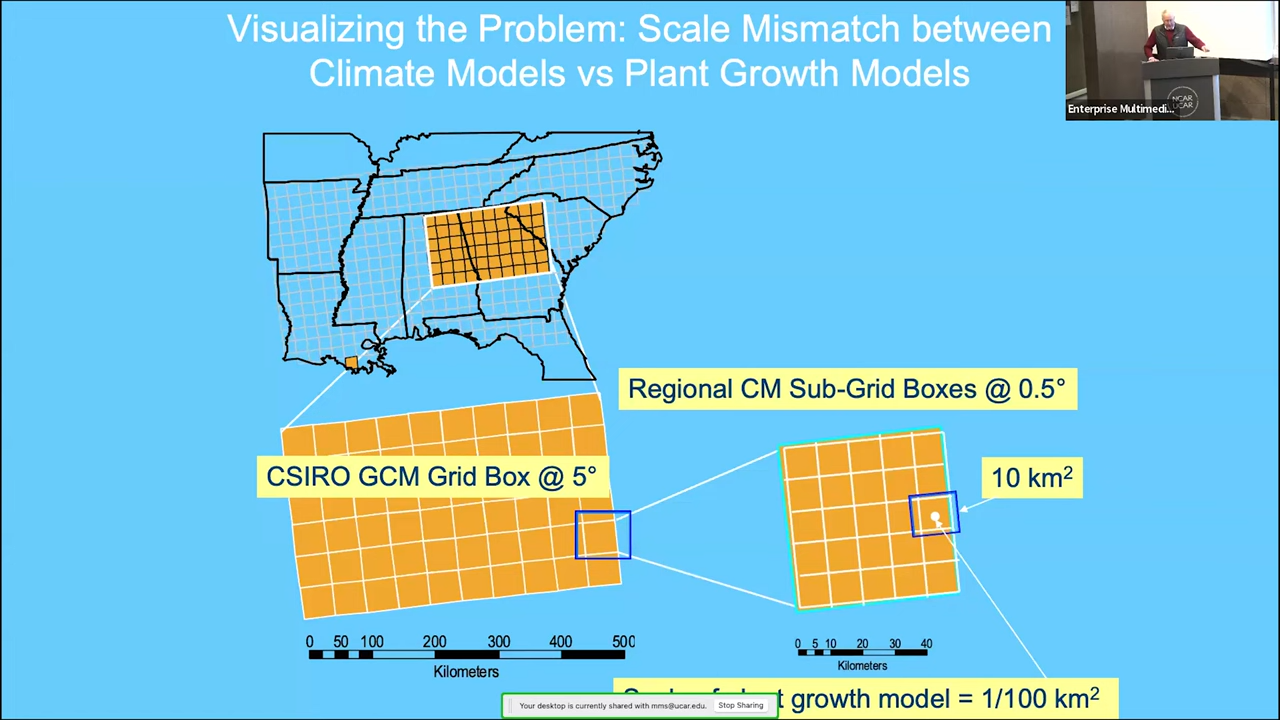 Visualizing the Problem: Scale Mismatch between
Climate Models vs Plant Growth Models
NCAR
UCAR
Enterprise Multimedi...
Regional CM Sub-Grid Boxes @ 0.5°
CSIRO GCM Grid Box @ 5°
10 km²
0 50 100 200 300 400 500
Kilometers
0 5 10 20 30 40
Kilometers
growth model = 1/100 km²
Your desktop is currently shared with mms@ucar.edu. Stop Sharing